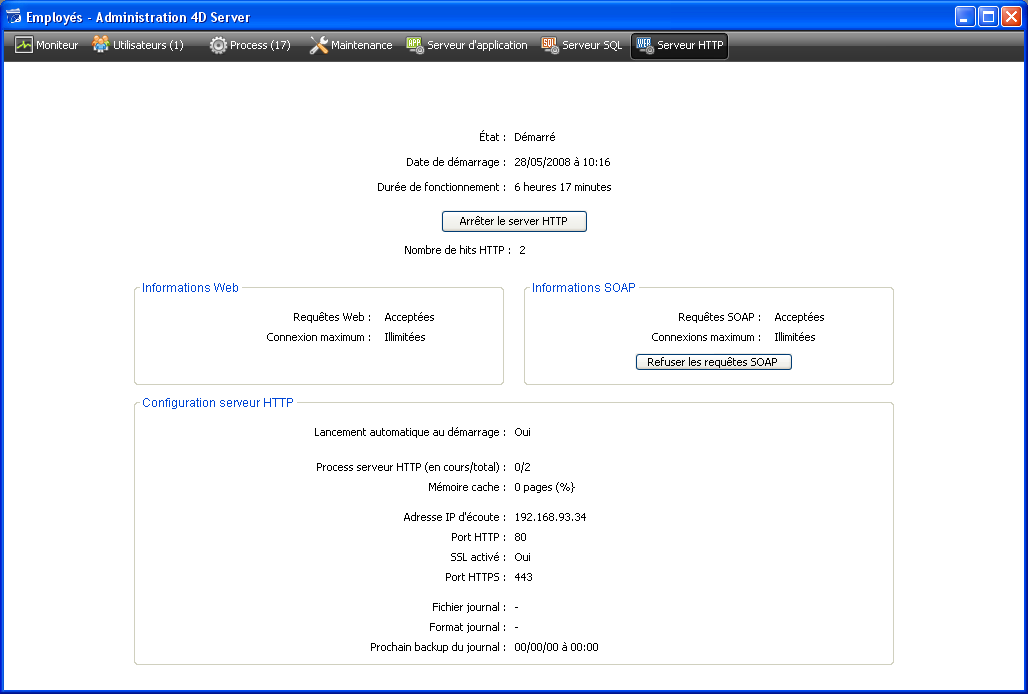 Employés - Administration 4D Server
Moniteur Utilisateurs (1) Process (17) Maintenance APP Serveur d'application SQL Serveur SQL WEB Serveur HTTP
État : Démarré
Date de démarrage : 28/05/2008 à 10:16
Durée de fonctionnement : 6 heures 17 minutes
Arrêter le server HTTP
Nombre de hits HTTP : 2
Informations Web
Requêtes Web : Acceptées
Connexion maximum : Illimitées
Informations SOAP
Requêtes SOAP : Acceptées
Connexions maximum : Illimitées
Refuser les requêtes SOAP
Configuration serveur HTTP
Lancement automatique au démarrage : Oui
Process serveur HTTP (en cours/total) : 0/2
Mémoire cache : 0 pages (%}
Adresse IP d'écoute : 192.168.93.34
Port HTTP : 80
SSL activé : Oui
Port HTTPS : 443
Fichier journal : -
Format journal : -
Prochain backup du journal : 00/00/00 à 00:00